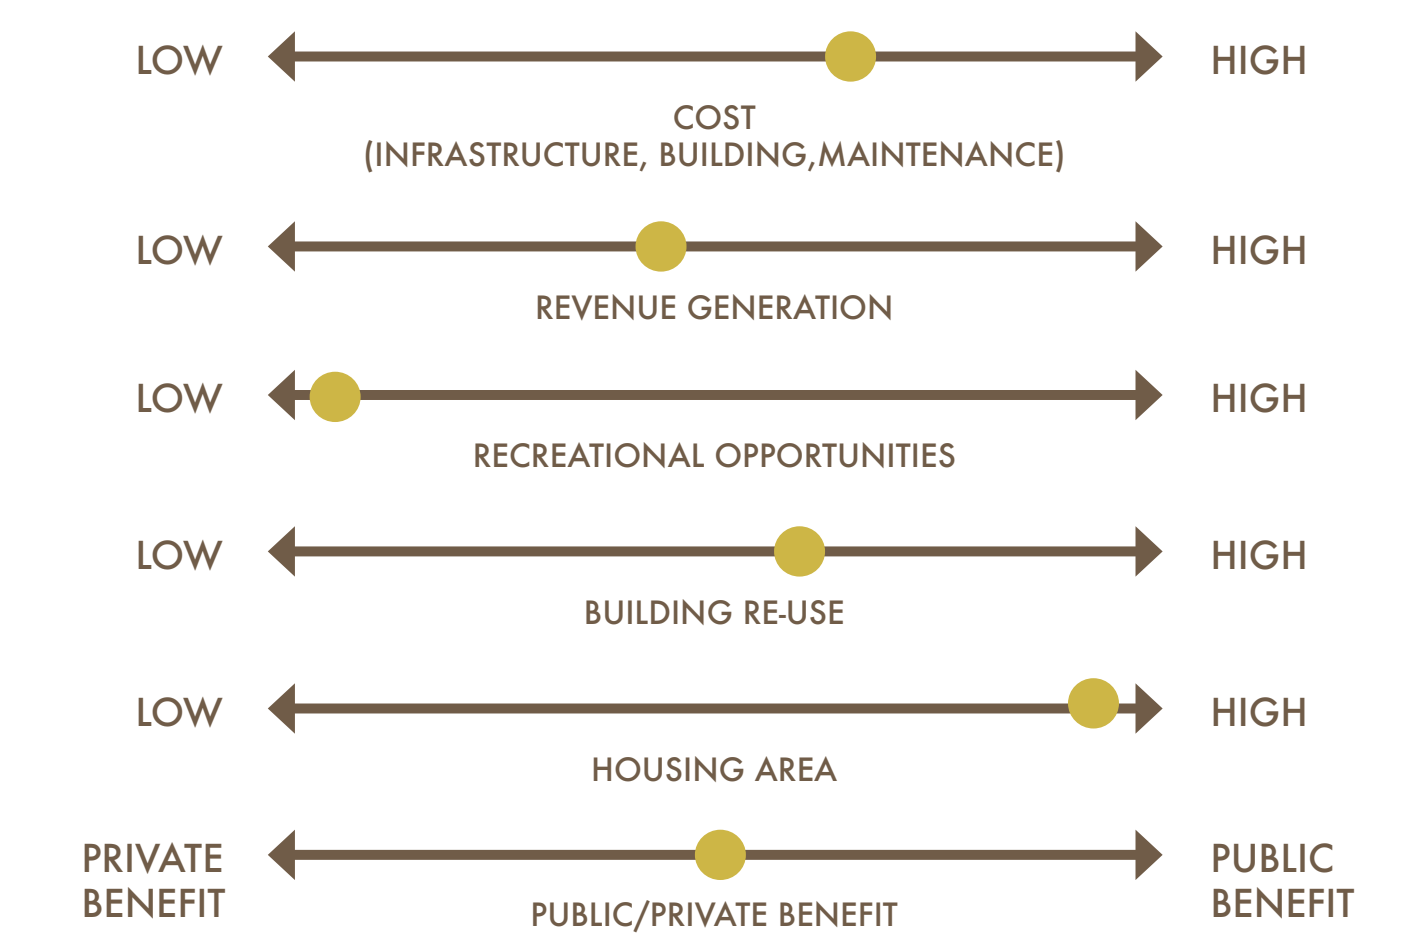 LOW HIGH
COST
(INFRASTRUCTURE, BUILDING,MAINTENANCE)
LOW HIGH
REVENUE GENERATION
LOW HIGH
RECREATIONAL OPPORTUNITIES
LOW HIGH
BUILDING RE-USE
LOW HIGH
HOUSING AREA
PRIVATE PUBLIC
BENEFIT BENEFIT
PUBLIC/PRIVATE BENEFIT